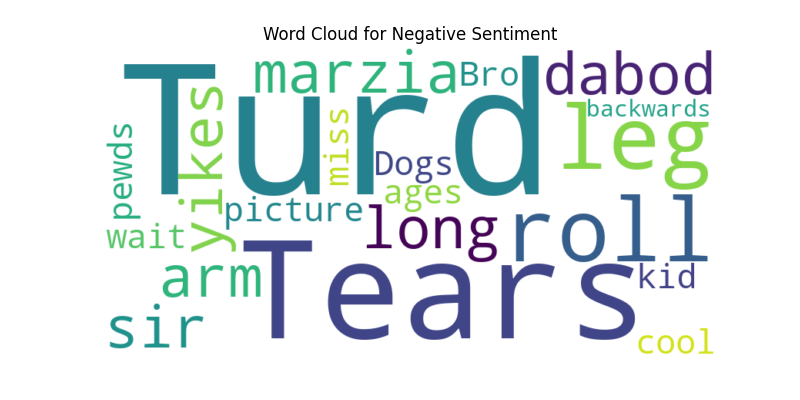 Word Cloud for Negative Sentiment
Turd
marzia
Bro
dabod
backwards
leg
yikes
miss
pewds
Dogs
ages
picture
long
roll
wait
Tears
arm
kid
sir
cool